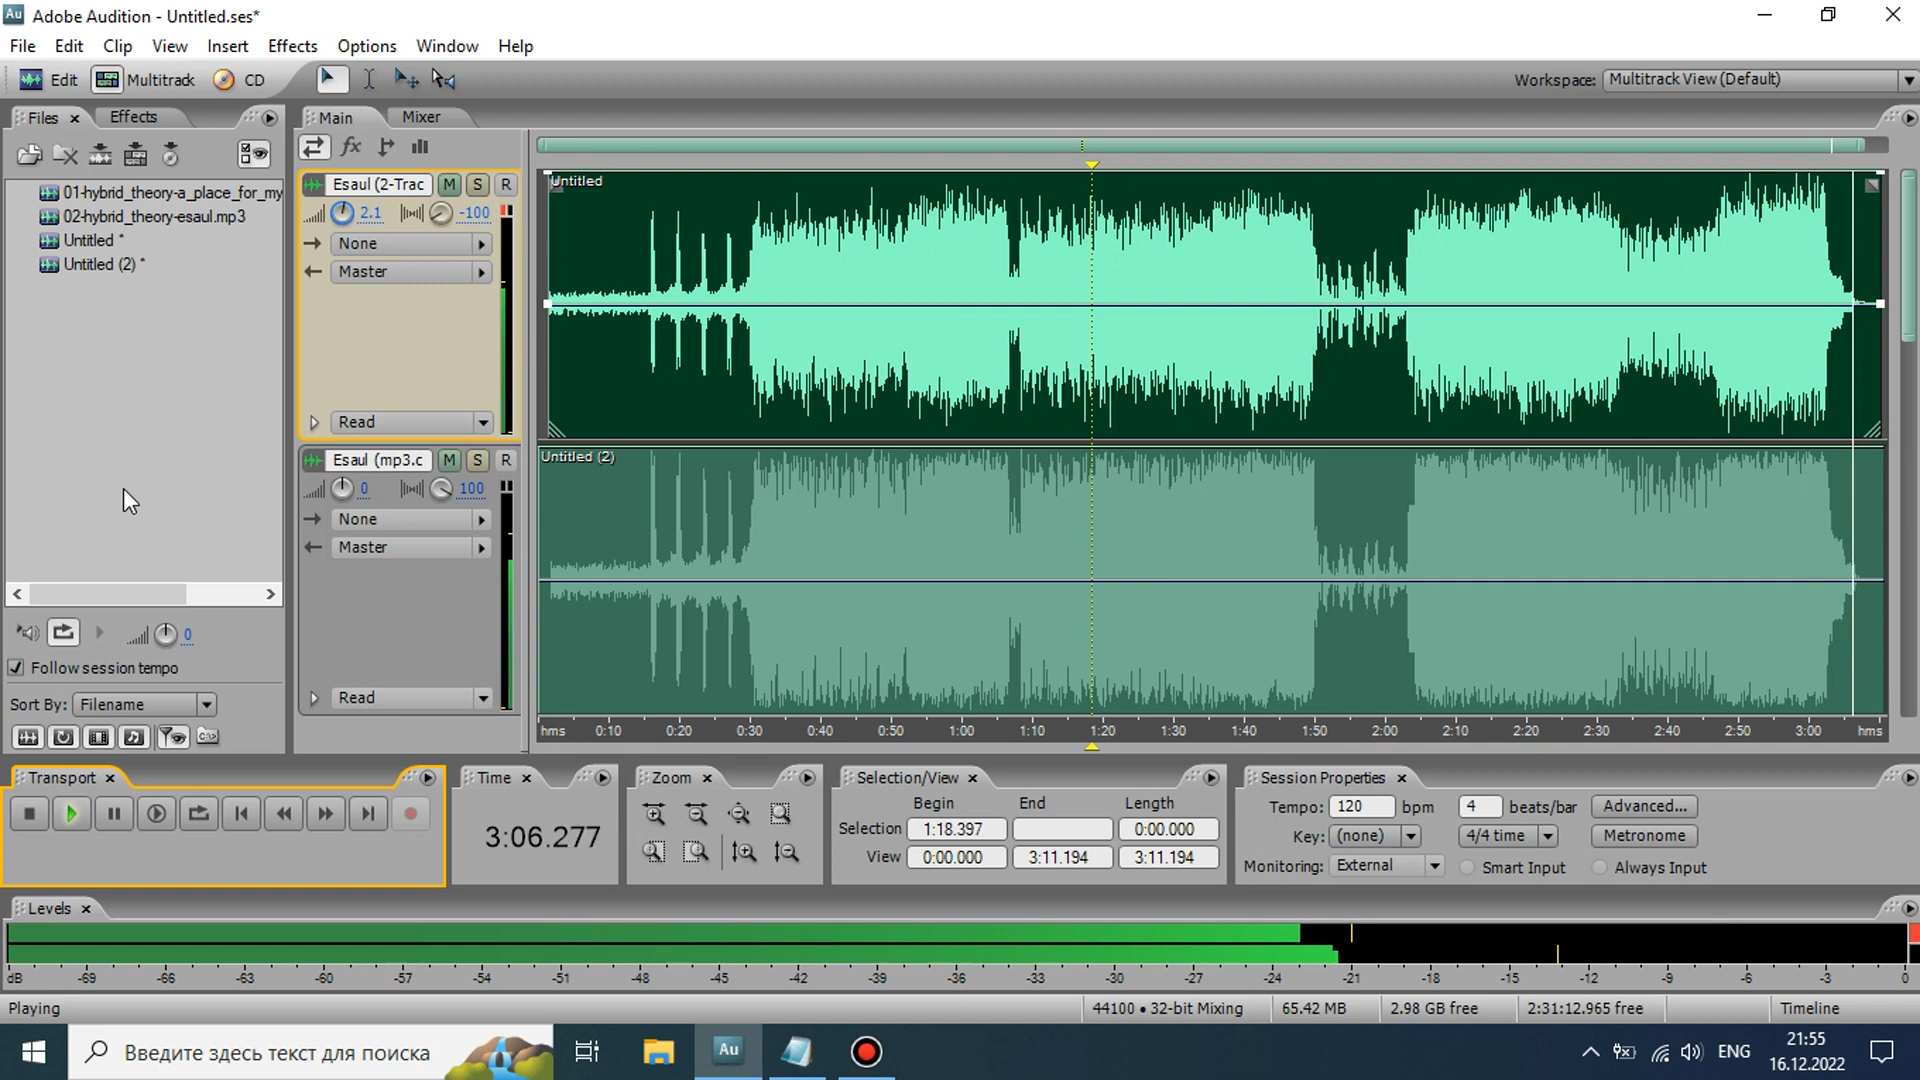 Au Adobe Audition - Untitled.ses*
File Edit Clip View Insert Effects Options Window Help
Edit Multitrack CD Workspace: Multitrack View (Default)
Files Effects Main Mixer
fx
Esaul (2-Trac M S R Untitled
01-hybrid_theory-a_place_for_my
02-hybrid_theory-esaul.mp3 2.1 -100
Untitled * None
Untitled (2) * Master
Read
Esaul (mp3.c M S R Untitled (2)
0 100
None
Master
0
Follow session tempo
Read
Sort By: Filename
hms 0:10 0:20 0:30 0:40 0:50 1:00 1:10 1:20 1:30 1:40 1:50 2:00 2:10 2:20 2:30 2:40 2:50 3:00 hms
Transport Time Zoom Selection/View Session Properties
Begin End Length
Tempo: 120 bpm 4 beats/bar Advanced...
Selection 1:18.397 0:00.000
3:06.277
Key: (none) 4/4 time Metronome
View 0:00.000 3:11.194 3:11.194
Monitoring: External Smart Input Always Input
Levels
dB -69 -66 -63 -60 -57 -54 -51 -48 -45 -42 -39 -36 -33 -30 -27 -24 -21 -18 -15 -12 -9 -6 -3 0
Playing 44100 • 32-bit Mixing 65.42 MB 2.98 GB free 2:31:12.965 free Timeline
Введите здесь текст для поиска Au ENG 21:55
16.12.2022